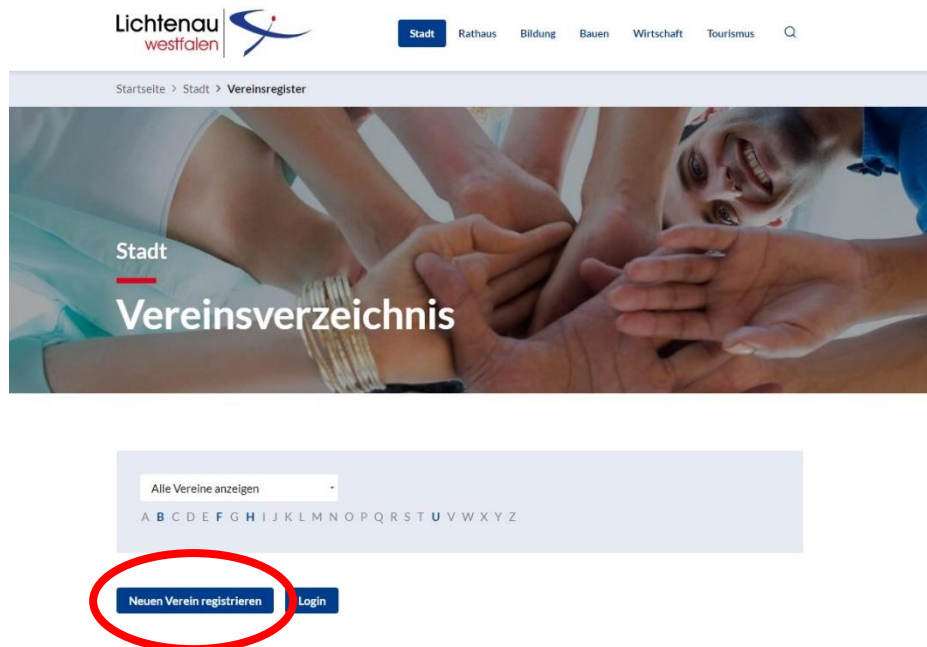 Lichtenau
westfalen
Stadt Rathaus Bildung Bauen Wirtschaft Tourismus
Startseite > Stadt > Vereinsregister
Stadt
Vereinsverzeichnis
Alle Vereine anzeigen
A B C D E F G H I J K L M N O P Q R S T U V W X Y Z
Neuen Verein registrieren Login